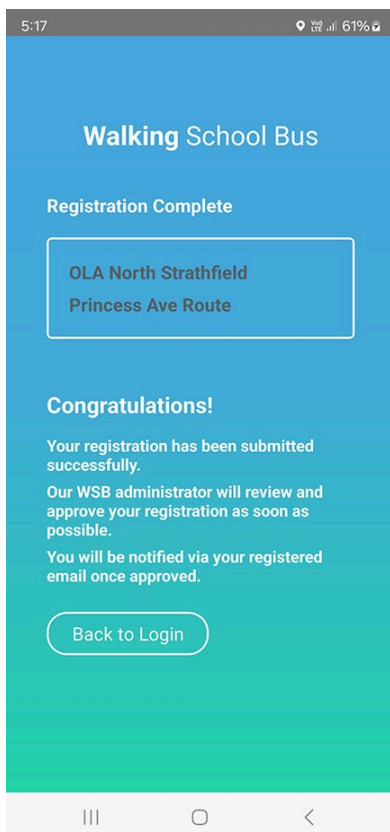 5:17
Vo) LTE 61%
Walking School Bus
Registration Complete
OLA North Strathfield
Princess Ave Route
Congratulations!
Your registration has been submitted
successfully.
Our WSB administrator will review and
approve your registration as soon as
possible.
You will be notified via your registered
email once approved.
Back to Login